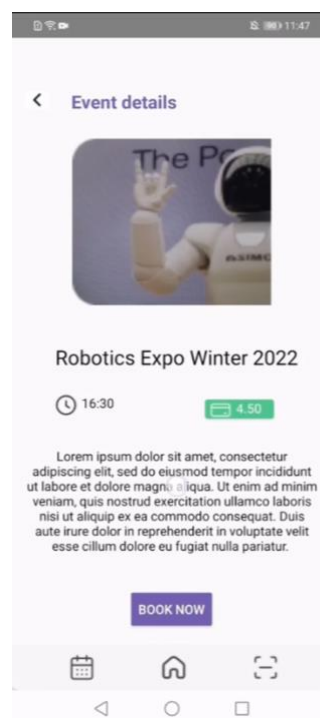 11:47
Event details
The Po
ASIMO
Robotics Expo Winter 2022
16:30
4.50
Lorem ipsum dolor sit amet, consectetur
adipiscing elit, sed do eiusmod tempor incididunt
ut labore et dolore magna aliqua. Ut enim ad minim
veniam, quis nostrud exercitation ullamco laboris
nisi ut aliquip ex ea commodo consequat. Duis
aute irure dolor in reprehenderit in voluptate velit
esse cillum dolore eu fugiat nulla pariatur.
BOOK NOW